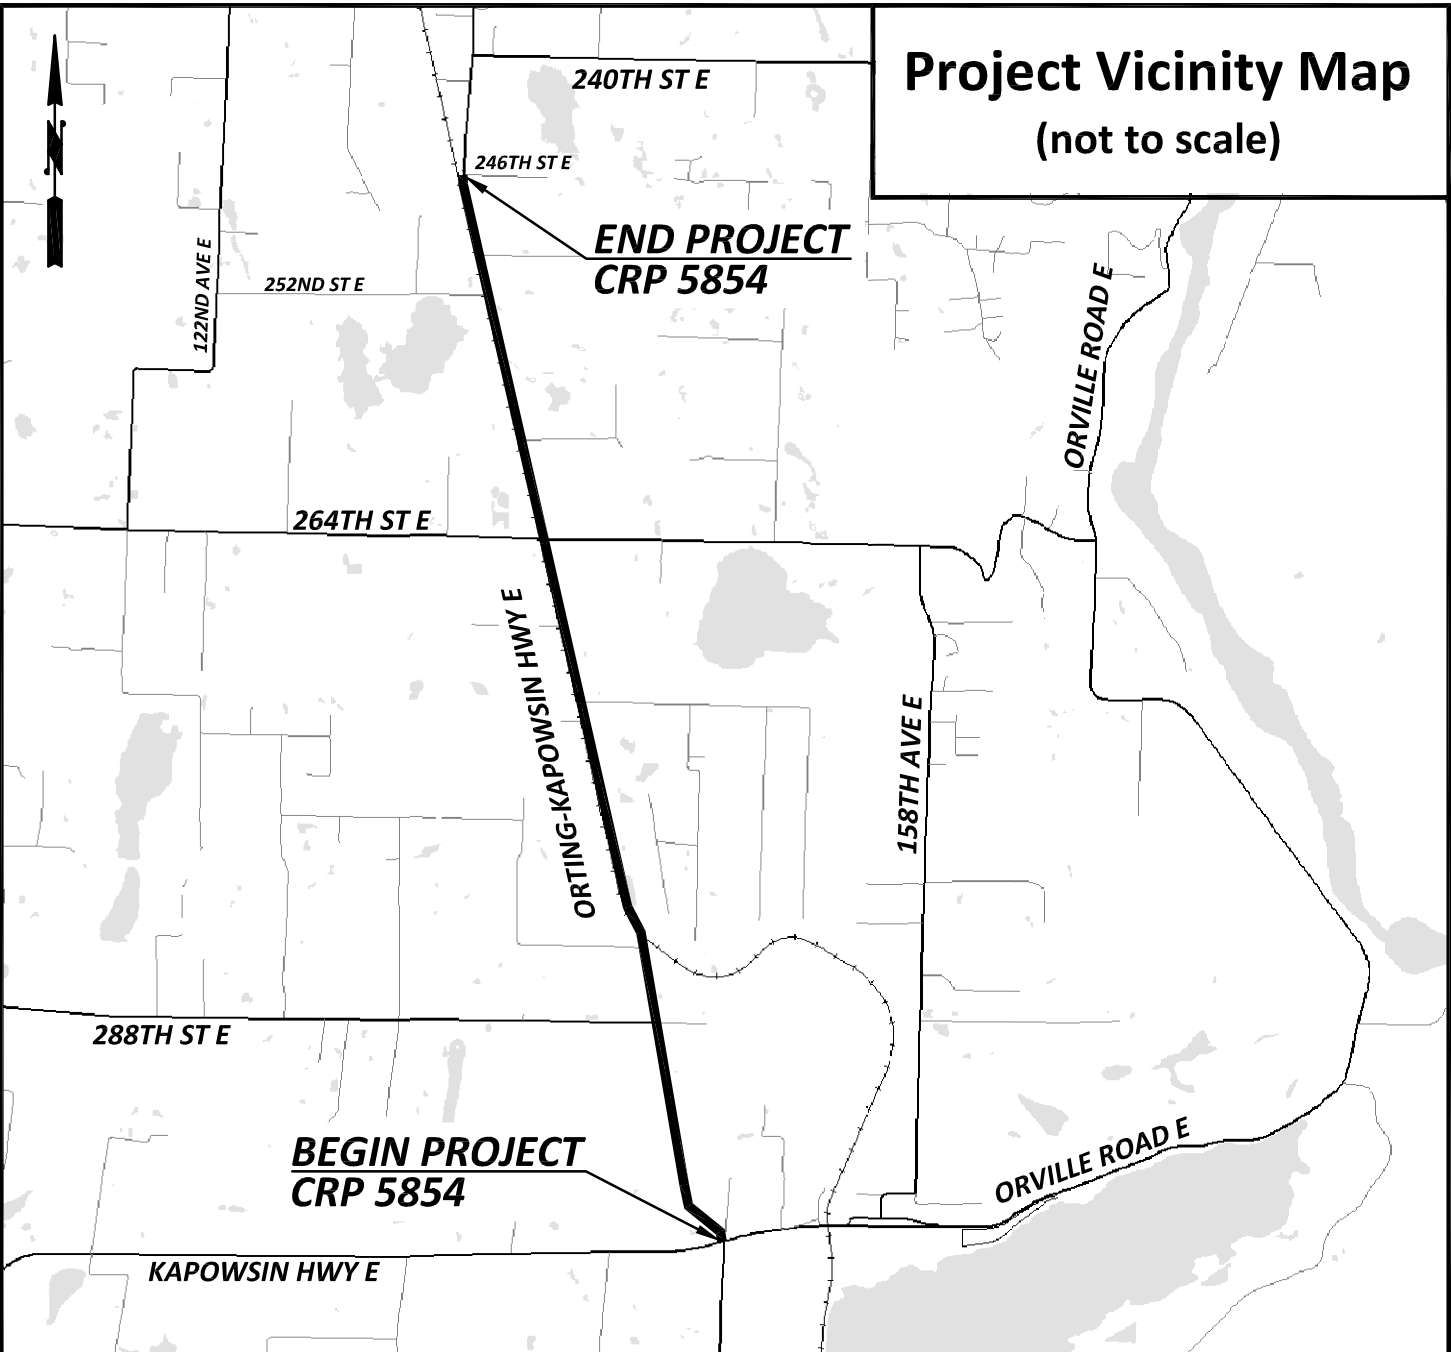 Project Vicinity Map
(not to scale)
N
240TH ST E
246TH ST E
END PROJECT
CRP 5854
122ND AVE E
252ND ST E
ORVILLE ROAD E
264TH ST E
ORTING-KAPOWSIN HWY E
158TH AVE E
288TH ST E
BEGIN PROJECT
CRP 5854
ORVILLE ROAD E
KAPOWSIN HWY E